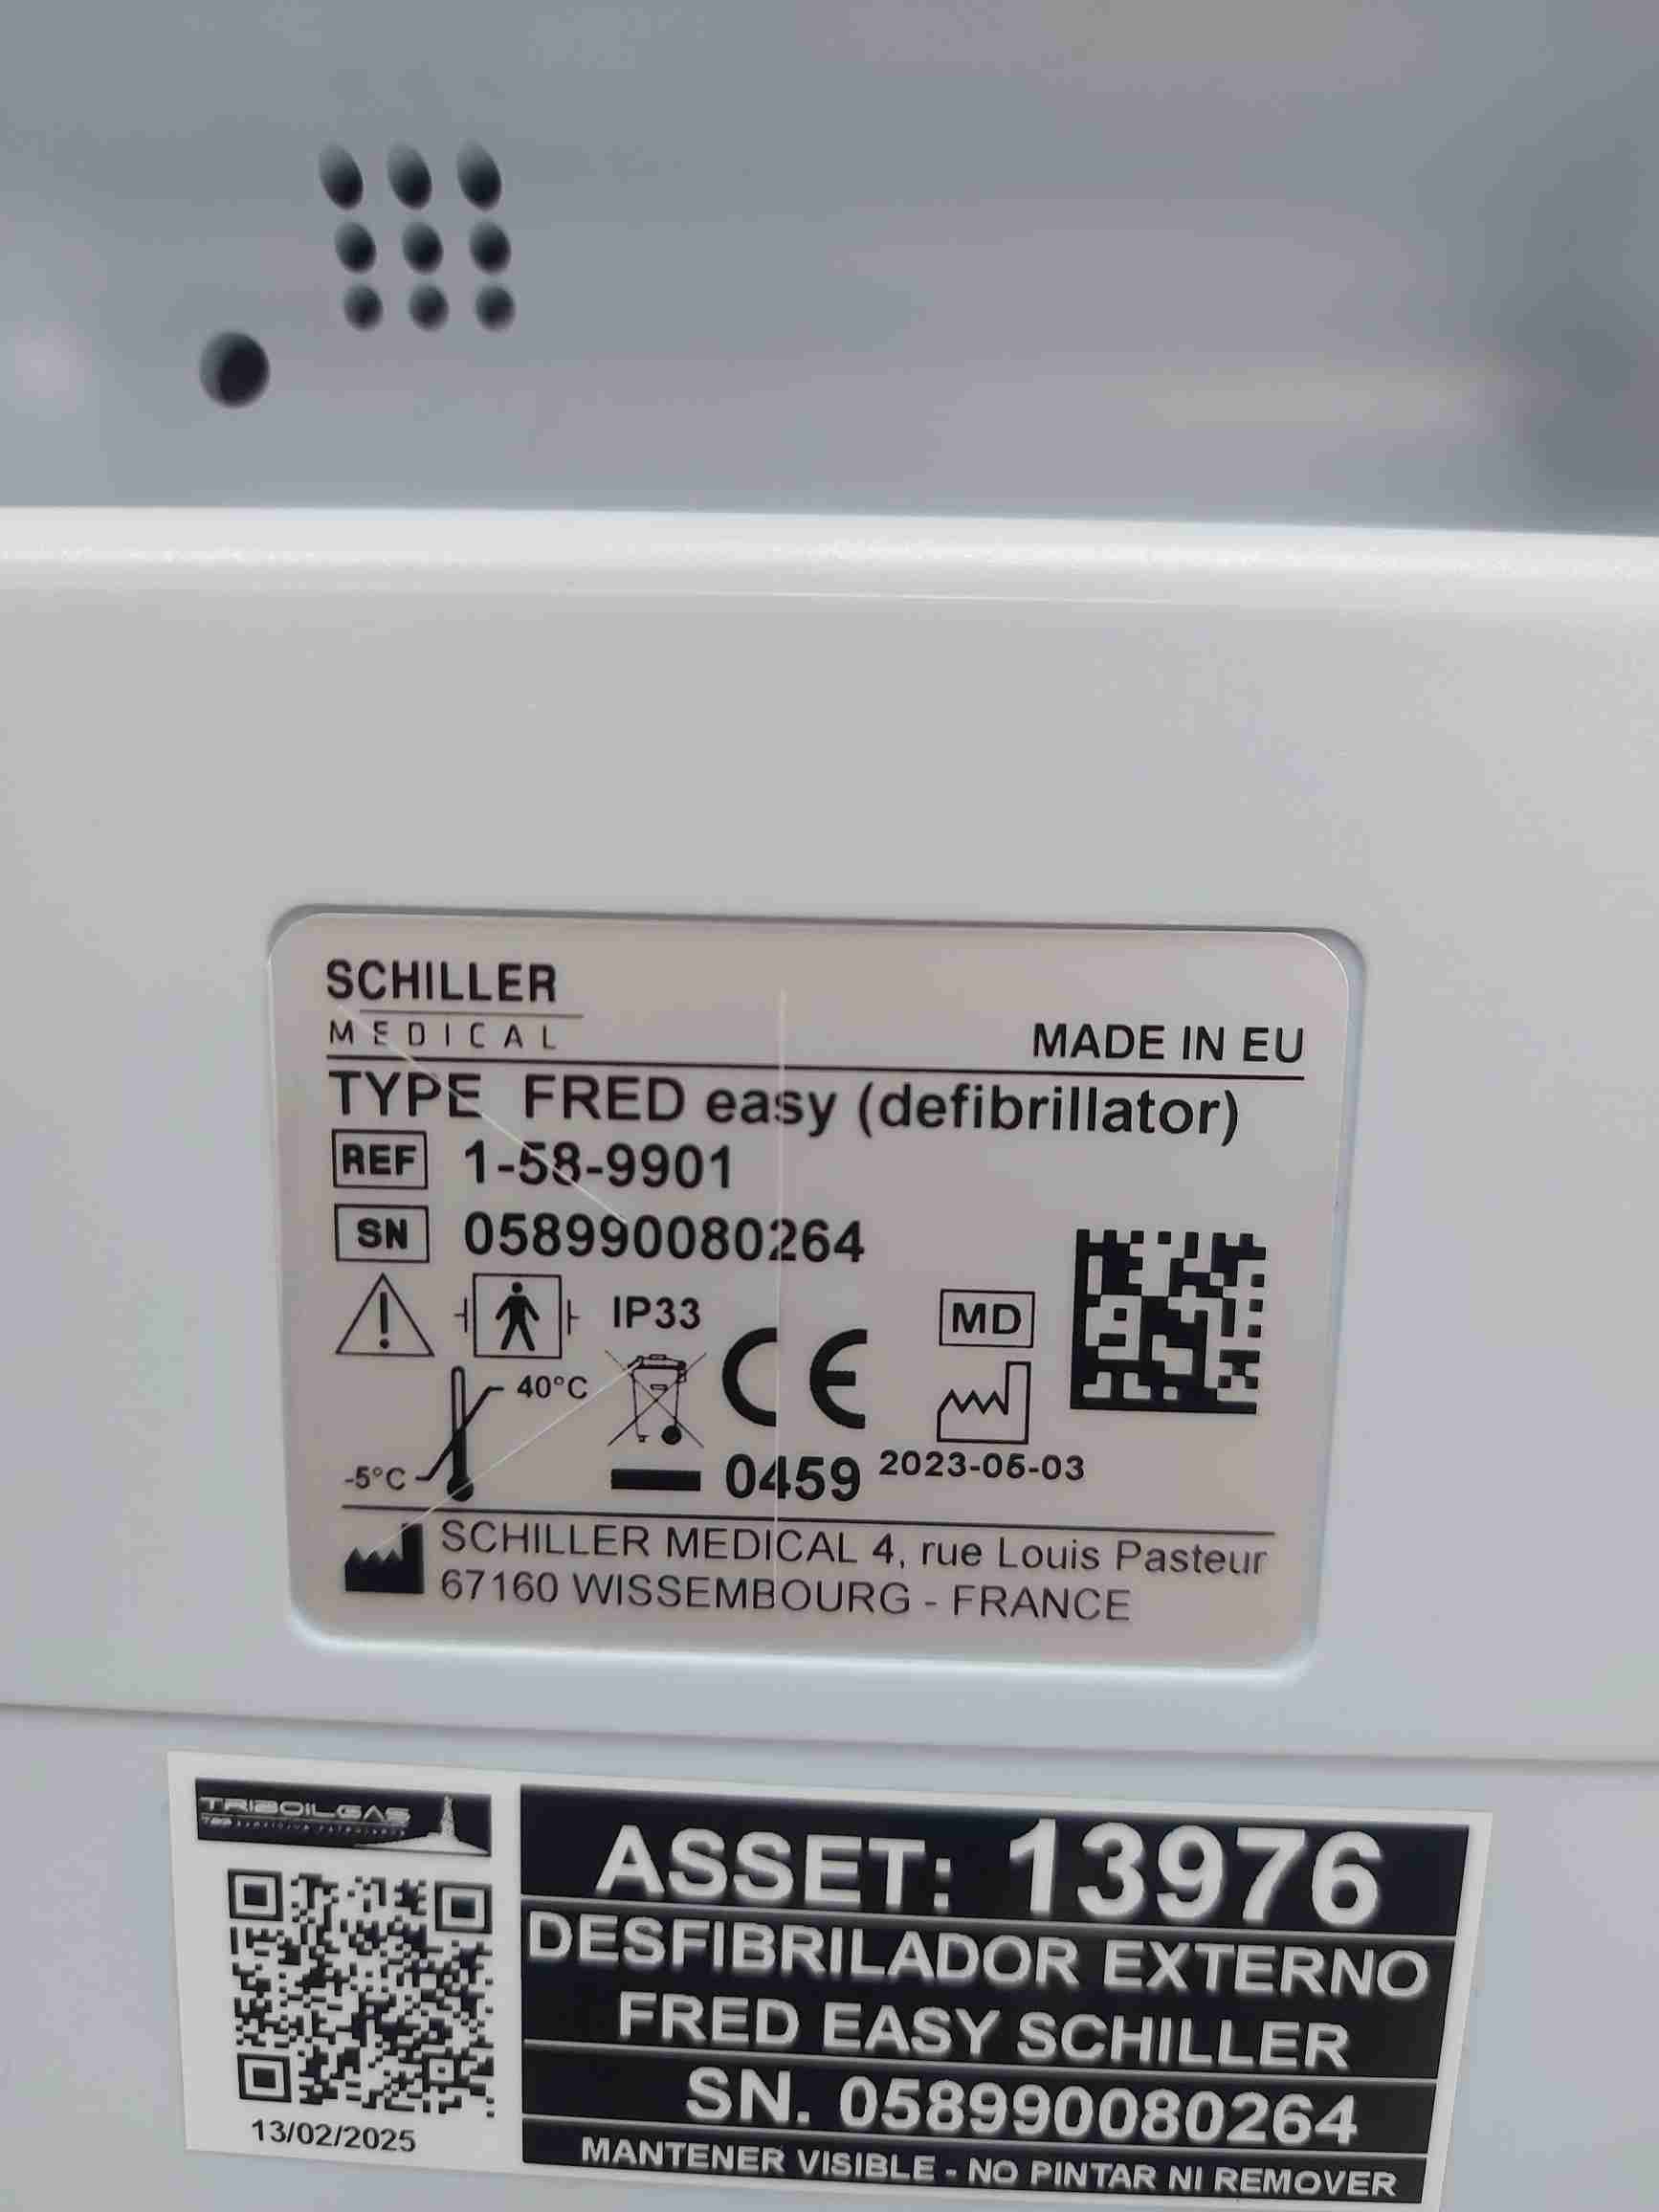 SCHILLER
MEDICAL
MADE IN EU
TYPE FRED easy (defibrillator)
REF 1-58-9901
SN 058990080264
IP33
MD
40°C
-5°C
0459
2023-05-03
SCHILLER MEDICAL 4, rue Louis Pasteur
67160 WISSEMBOURG - FRANCE
TRIBOILGAS
ASSET: 13976
DESFIBRILADOR EXTERNO
FRED EASY SCHILLER
SN. 058990080264
13/02/2025
MANTENER VISIBLE - NO PINTAR NI REMOVER